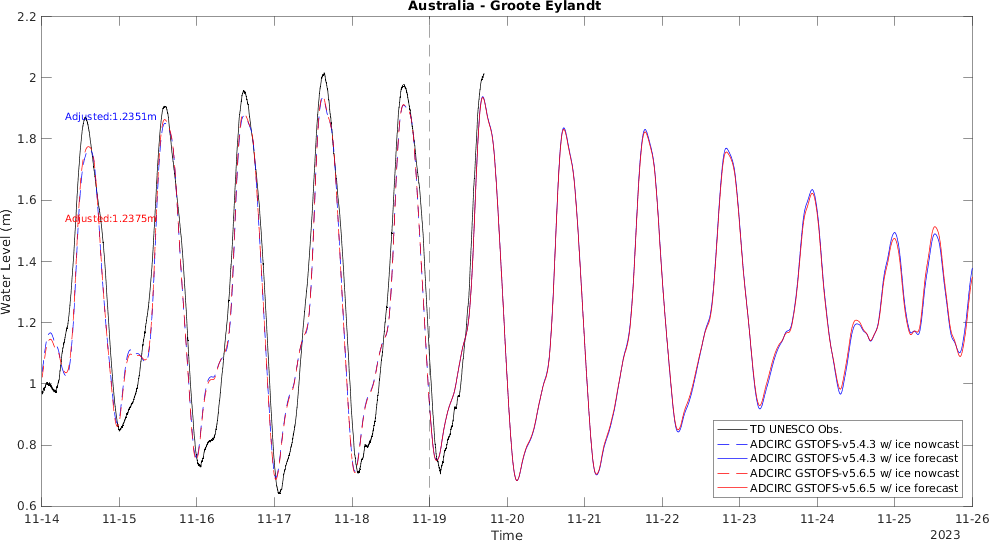 Australia - Groote Eylandt
2.2
2
1.8
1.6
1.4
1.2
1
0.8
0.6
Water Level (m)
Adjusted:1.2351m
Adjusted:1.2375m
TD UNESCO Obs.
ADCIRC GSTOFS-v5.4.3 w/ ice nowcast
ADCIRC GSTOFS-v5.4.3 w/ ice forecast
ADCIRC GSTOFS-v5.6.5 w/ ice nowcast
ADCIRC GSTOFS-v5.6.5 w/ ice forecast
11-14 11-15 11-16 11-17 11-18 11-19 11-20 11-21 11-22 11-23 11-24 11-25 11-26
Time
2023